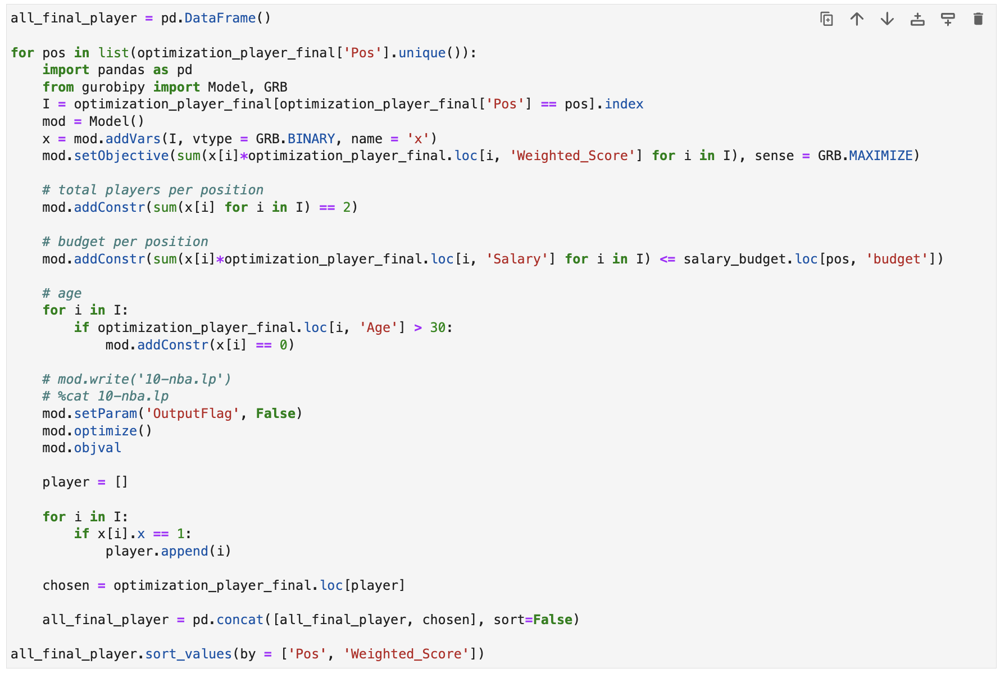 all_final_player = pd.DataFrame()
for pos in list(optimization_player_final['Pos'].unique()):
    import pandas as pd
    from gurobipy import Model, GRB
    I = optimization_player_final[optimization_player_final['Pos'] == pos].index
    mod = Model()
    x = mod.addVars(I, vtype = GRB.BINARY, name = 'x')
    mod.setObjective(sum(x[i]*optimization_player_final.loc[i, 'Weighted_Score'] for i in I), sense = GRB.MAXIMIZE)
    # total players per position
    mod.addConstr(sum(x[i] for i in I) == 2)
    # budget per position
    mod.addConstr(sum(x[i]*optimization_player_final.loc[i, 'Salary'] for i in I) <= salary_budget.loc[pos, 'budget'])
    # age
    for i in I:
        if optimization_player_final.loc[i, 'Age'] > 30:
            mod.addConstr(x[i] == 0)
    # mod.write('10-nba.lp')
    # %cat 10-nba.lp
    mod.setParam('OutputFlag', False)
    mod.optimize()
    mod.objval
    player = []
    for i in I:
        if x[i].x == 1:
            player.append(i)
    chosen = optimization_player_final.loc[player]
    all_final_player = pd.concat([all_final_player, chosen], sort=False)
all_final_player.sort_values(by = ['Pos', 'Weighted_Score'])